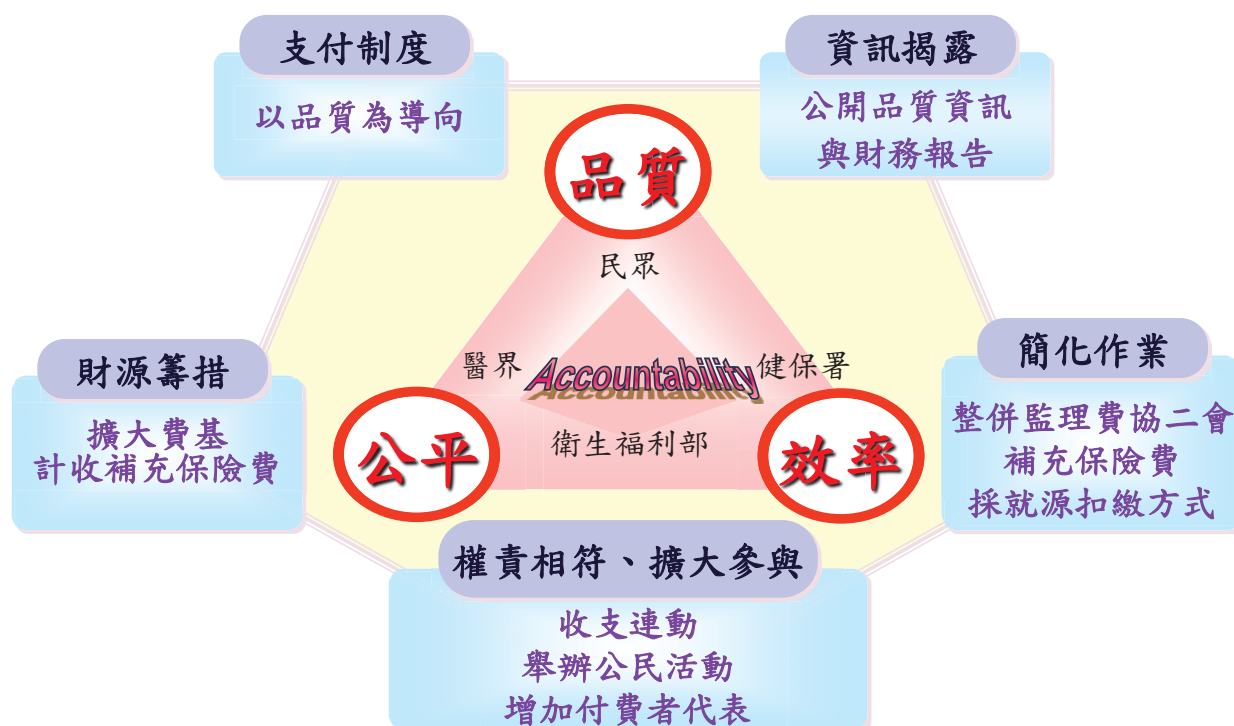 支付制度
以品質為導向
資訊揭露
公開品質資訊
與財務報告
品質
民眾
財源籌措
擴大費基
計收補充保險費
醫界
Accountability
健保署
簡化作業
整併監理費協二會
補充保險費
採就源扣繳方式
公平
衛生福利部
效率
權責相符、擴大參與
收支連動
舉辦公民活動
增加付費者代表